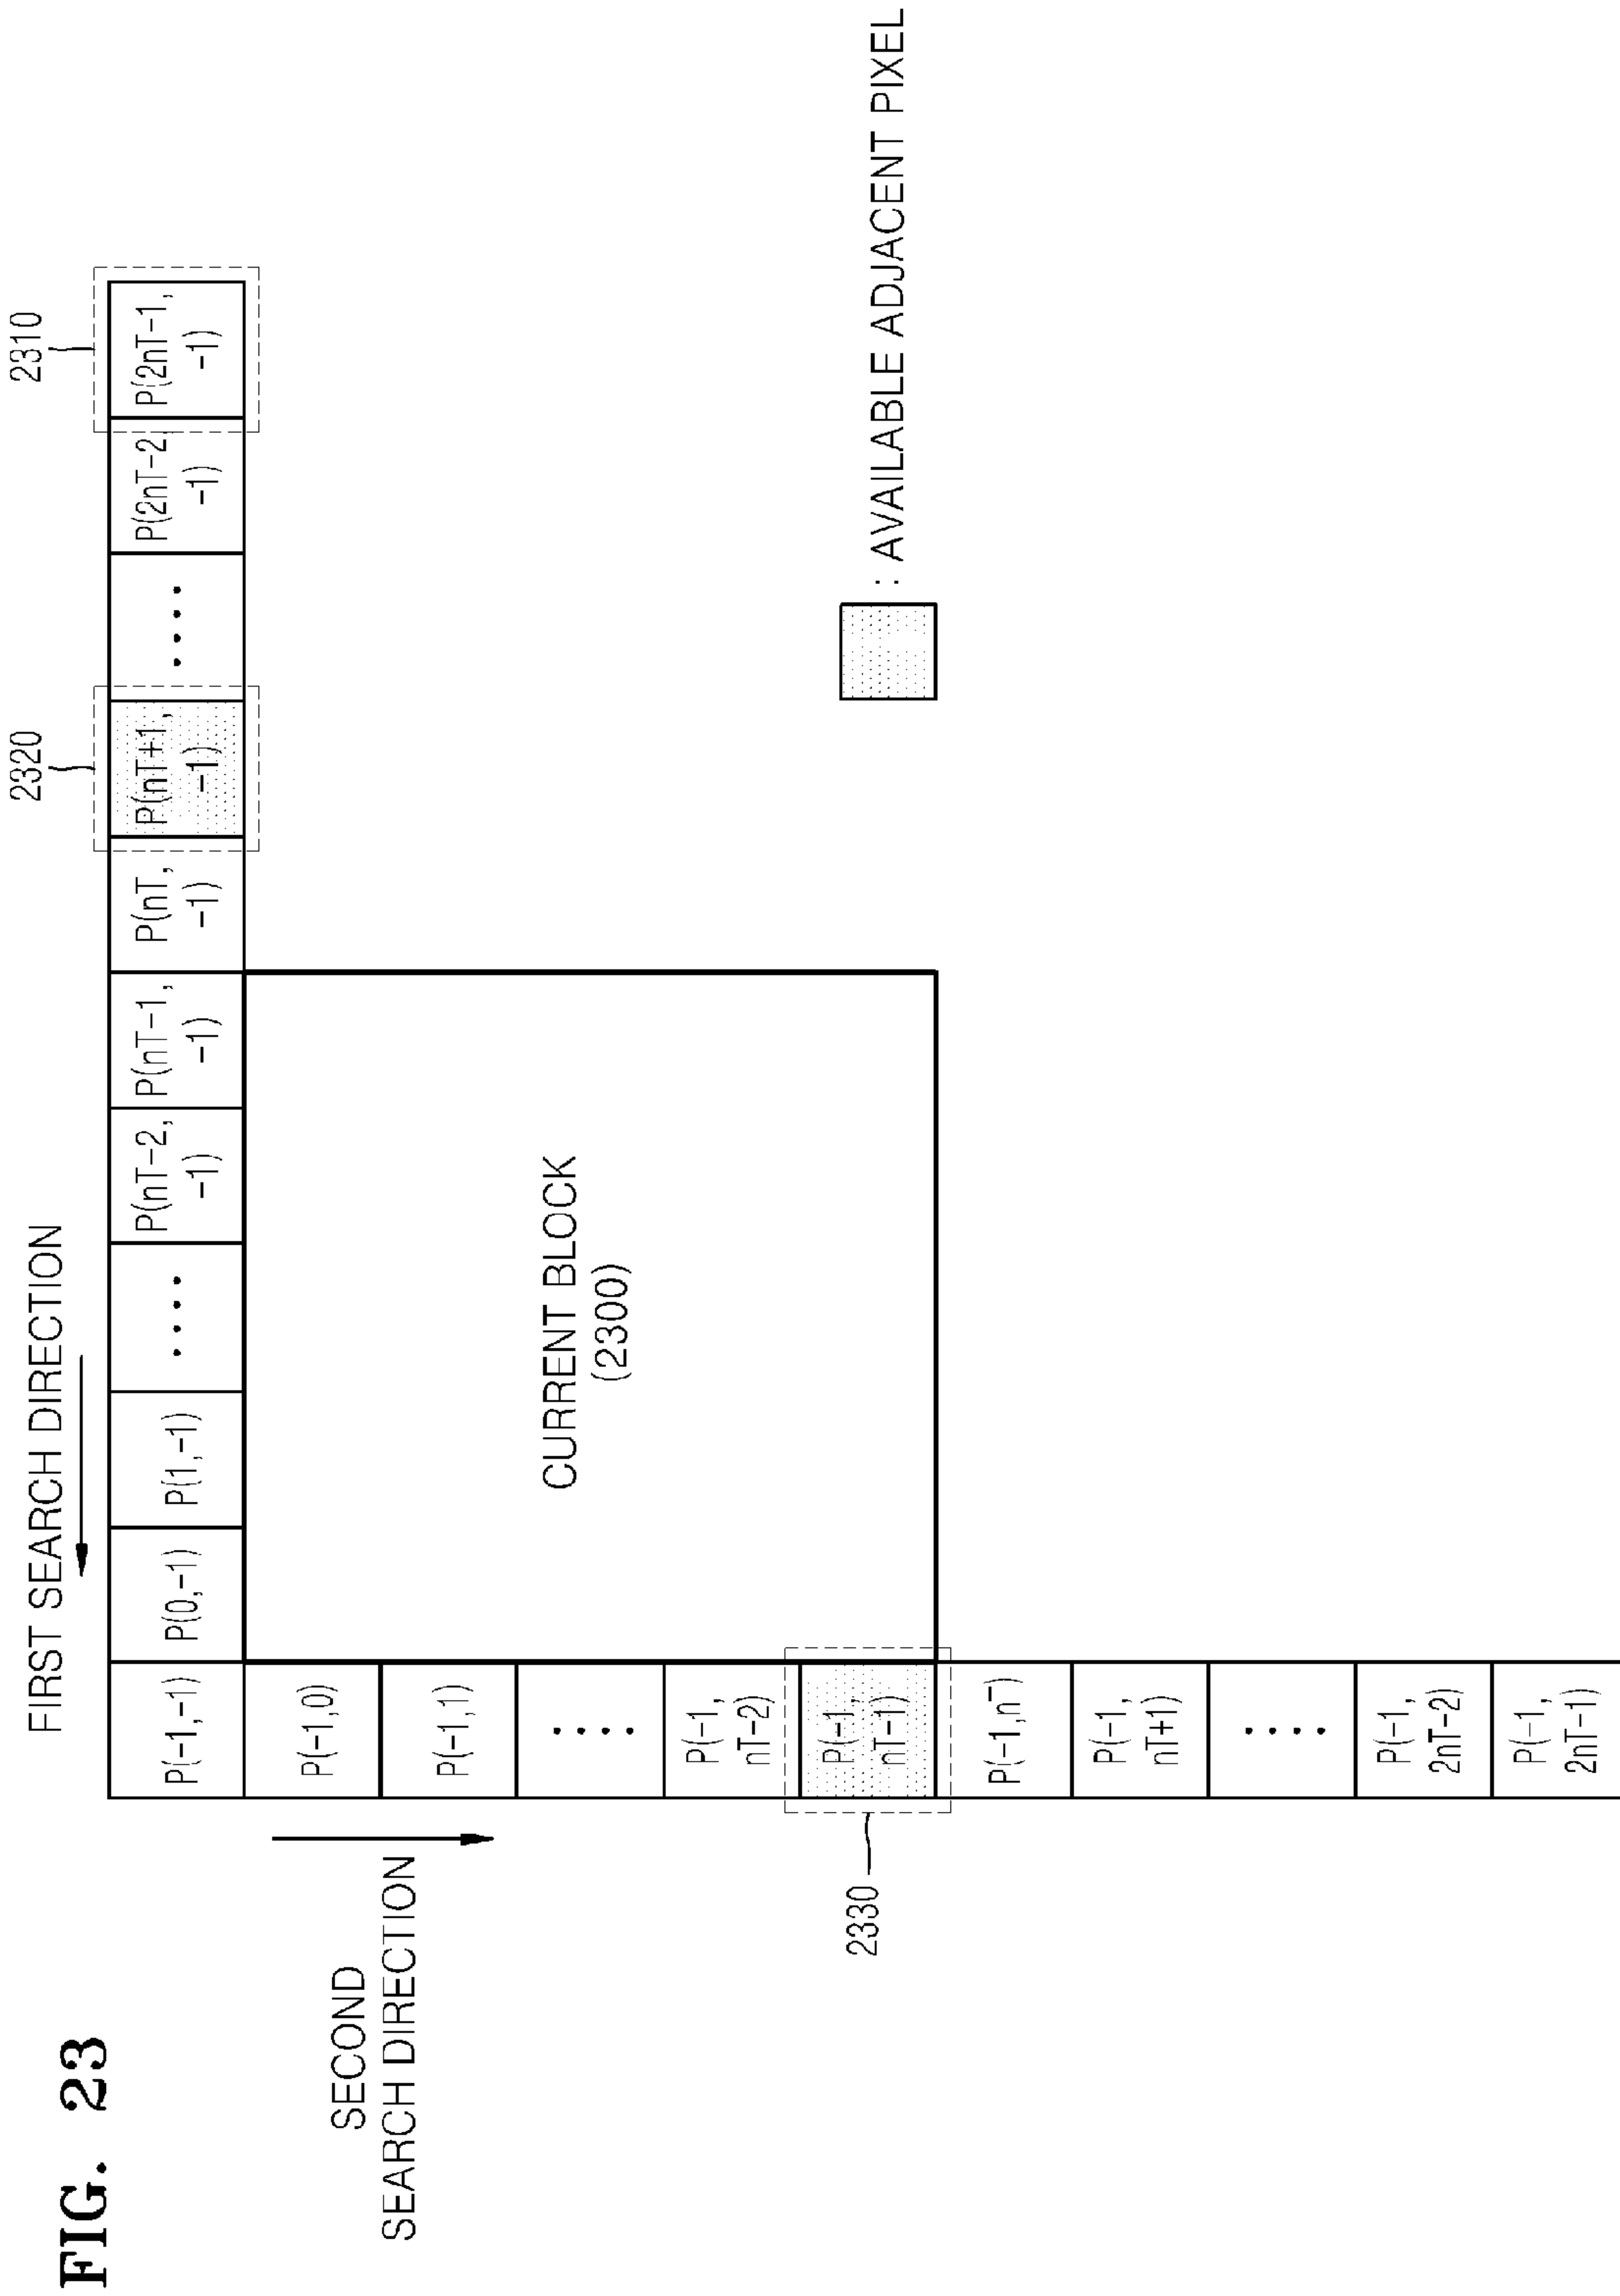 FIG. 23
FIRST SEARCH DIRECTION
2320
2310
P(−1,−1)
P(0,−1)
P(1,−1)
••••
P(nT−2,
−1)
P(nT−1,
−1)
P(nT,
−1)
P(nT+1,
−1)
••••
P(2nT−2,
−1)
P(2nT−1,
−1)
SECOND
SEARCH DIRECTION
P(−1,0)
P(−1,1)
••••
P(−1,
nT−2)
2330
P(−1,
nT−1)
P(−1,n⁻)
P(−1,
nT+1)
••••
P(−1,
2nT−2)
P(−1,
2nT−1)
CURRENT BLOCK
(2300)
: AVAILABLE ADJACENT PIXEL